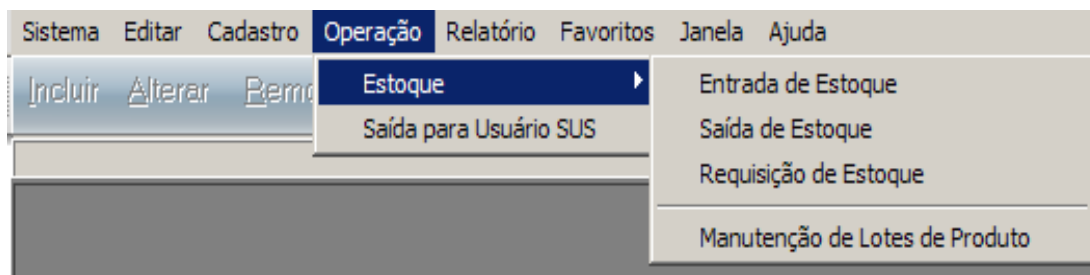 Sistema Editar Cadastro Operação Relatório Favoritos Janela Ajuda
Incluir Alterar
Estoque
Saída para Usuário SUS
Entrada de Estoque
Saída de Estoque
Requisição de Estoque
Manutenção de Lotes de Produto